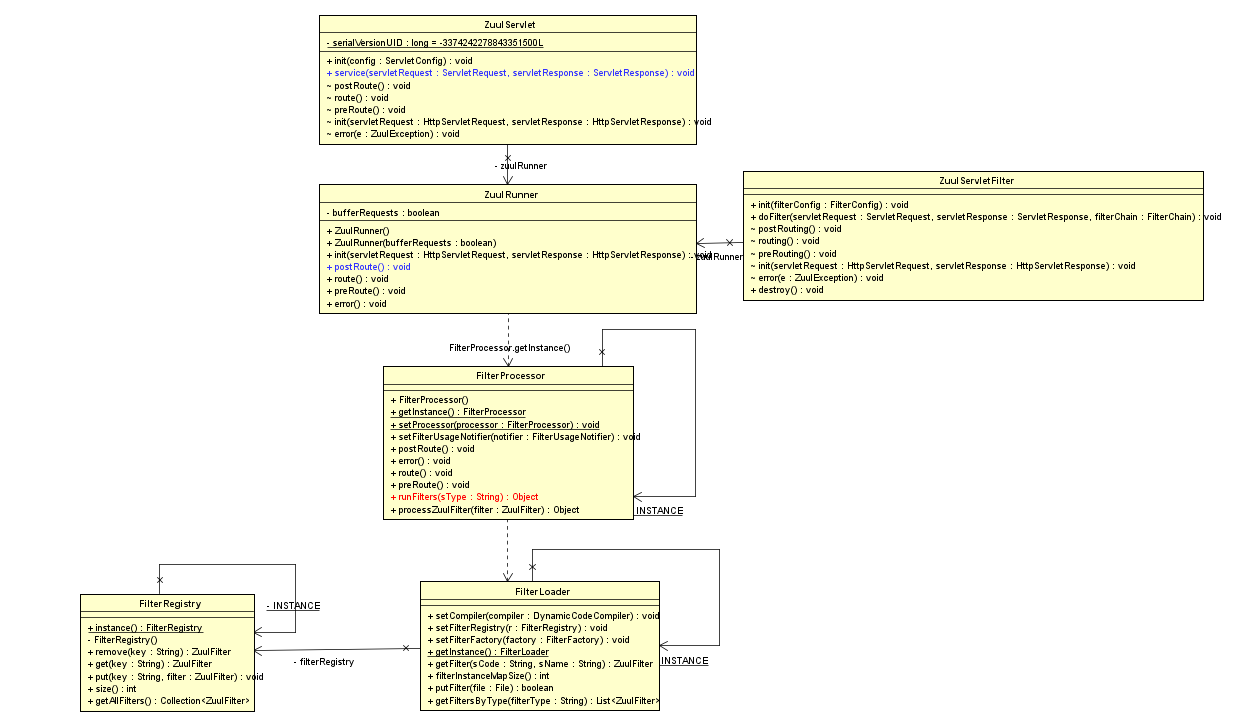 ZuulServlet
- serialVersionUID : long = -3374242278843351500L
+ init(config : ServletConfig) : void
+ service(servletRequest : ServletRequest, servletResponse : ServletResponse) : void
~ postRoute() : void
~ route() : void
~ preRoute() : void
~ init(servletRequest : HttpServletRequest, servletResponse : HttpServletResponse) : void
~ error(e : ZuulException) : void
- zuulRunner
ZuulRunner
- bufferRequests : boolean
+ ZuulRunner()
+ ZuulRunner(bufferRequests : boolean)
+ init(servletRequest : HttpServletRequest, servletResponse : HttpServletResponse) : void
+ postRoute() : void
+ route() : void
+ preRoute() : void
+ error() : void
- zuulRunner
ZuulServletFilter
+ init(filterConfig : FilterConfig) : void
+ doFilter(servletRequest : ServletRequest, servletResponse : ServletResponse, filterChain : FilterChain) : void
~ postRouting() : void
~ routing() : void
~ preRouting() : void
~ init(servletRequest : HttpServletRequest, servletResponse : HttpServletResponse) : void
~ error(e : ZuulException) : void
+ destroy() : void
FilterProcessor.getInstance()
FilterProcessor
+ FilterProcessor()
+ getInstance() : FilterProcessor
+ setProcessor(processor : FilterProcessor) : void
+ setFilterUsageNotifier(notifier : FilterUsageNotifier) : void
+ postRoute() : void
+ error() : void
+ route() : void
+ preRoute() : void
+ runFilters(sType : String) : Object
+ processZuulFilter(filter : ZuulFilter) : Object
INSTANCE
FilterRegistry
+ instance() : FilterRegistry
- FilterRegistry()
+ remove(key : String) : ZuulFilter
+ get(key : String) : ZuulFilter
+ put(key : String, filter : ZuulFilter) : void
+ size() : int
+ getAllFilters() : Collection<ZuulFilter>
- INSTANCE
- filterRegistry
FilterLoader
+ setCompiler(compiler : DynamicCodeCompiler) : void
+ setFilterRegistry(r : FilterRegistry) : void
+ setFilterFactory(factory : FilterFactory) : void
+ getInstance() : FilterLoader
+ getFilter(sCode : String, sName : String) : ZuulFilter
+ filterInstanceMapSize() : int
+ putFilter(file : File) : boolean
+ getFiltersByType(filterType : String) : List<ZuulFilter>
INSTANCE